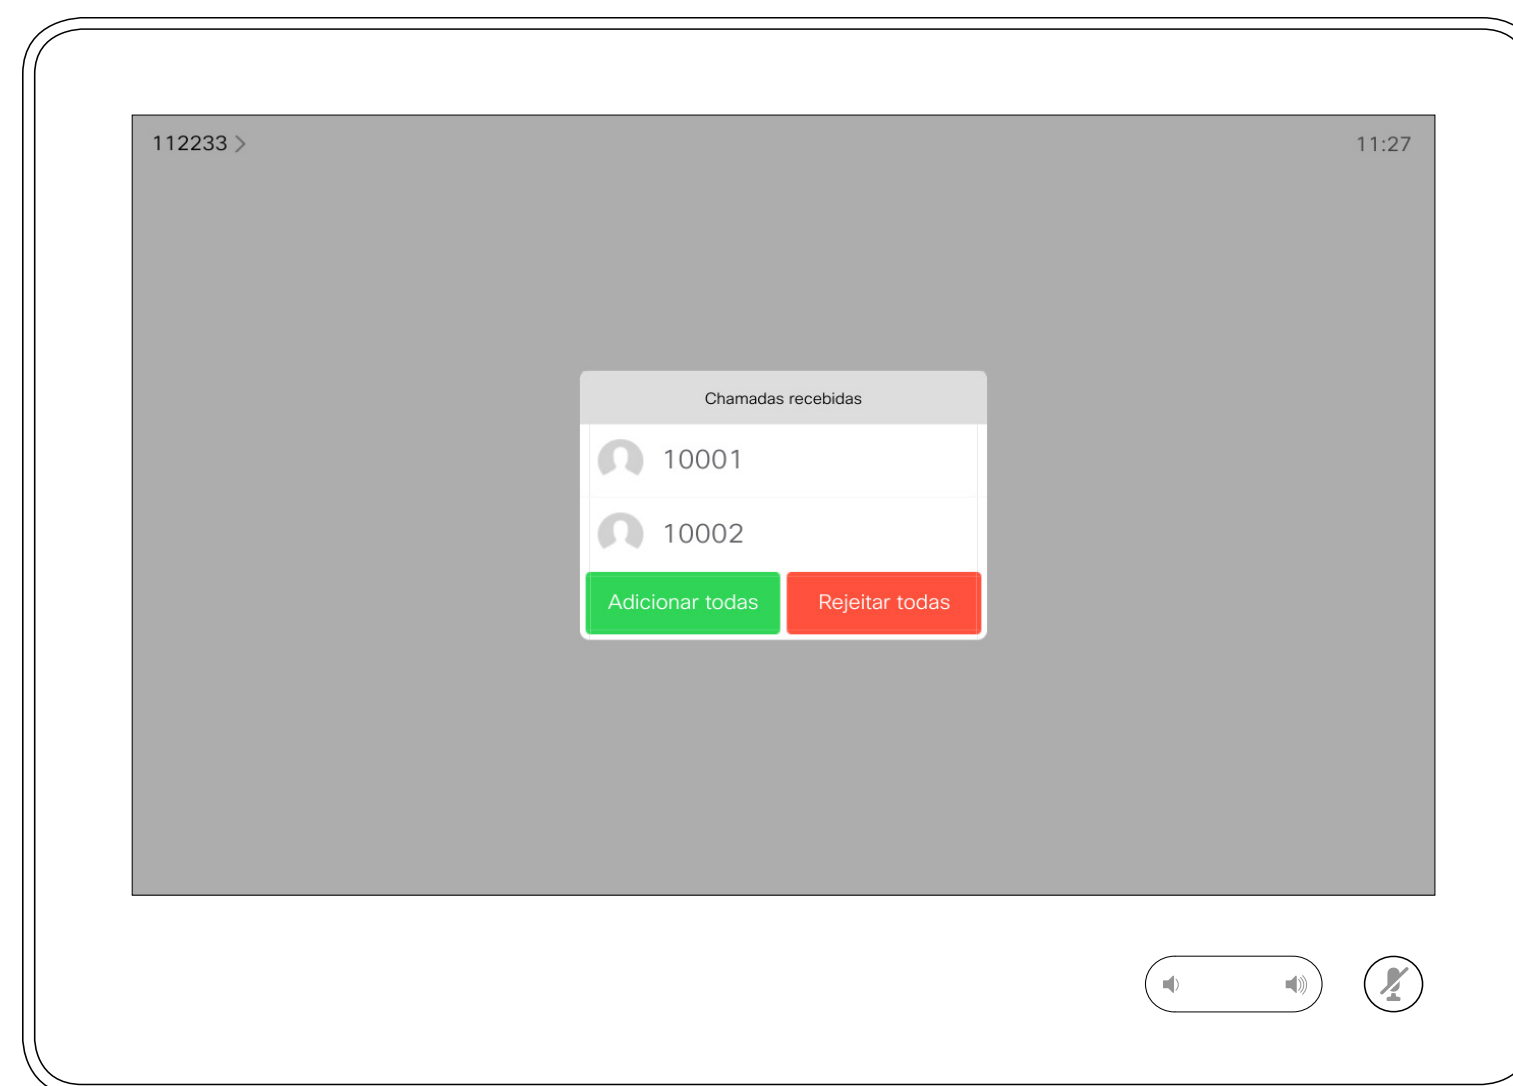 112233
11:27
Chamadas recebidas
10001
10002
Adicionar todas
Rejeitar todas